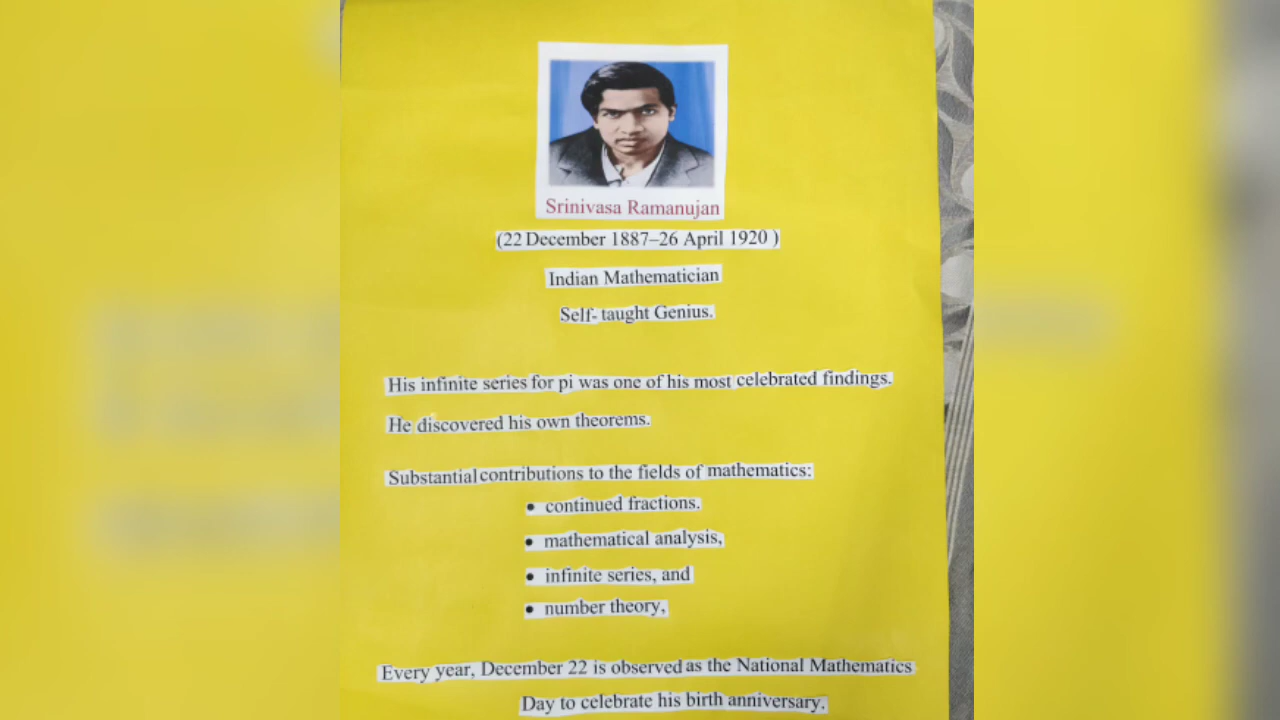 Srinivasa Ramanujan
(22 December 1887–26 April 1920 )
Indian Mathematician
Self- taught Genius.
His infinite series for pi was one of his most celebrated findings.
He discovered his own theorems.
Substantial contributions to the fields of mathematics:
• continued fractions.
• mathematical analysis,
• infinite series, and
• number theory,
Every year, December 22 is observed as the National Mathematics
Day to celebrate his birth anniversary.